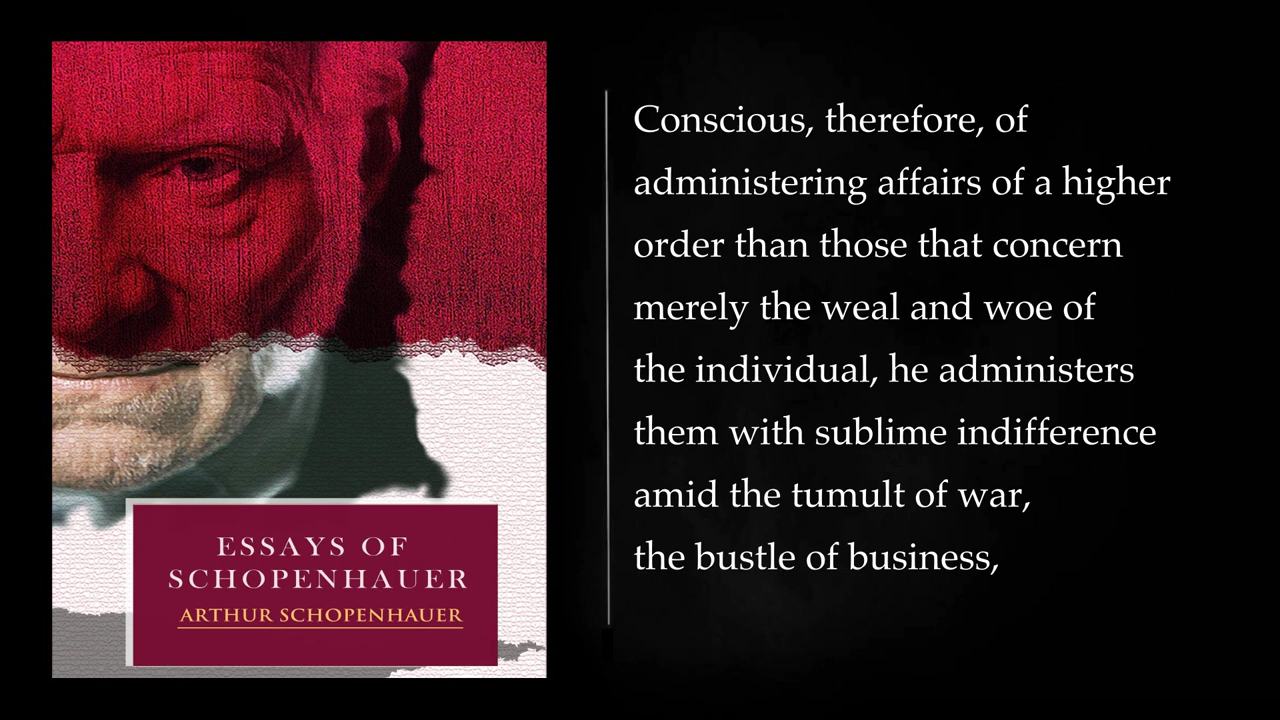 ESSAYS OF
SCHOPENHAUER
ARTHUR SCHOPENHAUER
Conscious, therefore, of
administering affairs of a higher
order than those that concern
merely the weal and woe of
the individual, he administers
them with sublime indifference
amid the tumult of war,
the bustle of business,